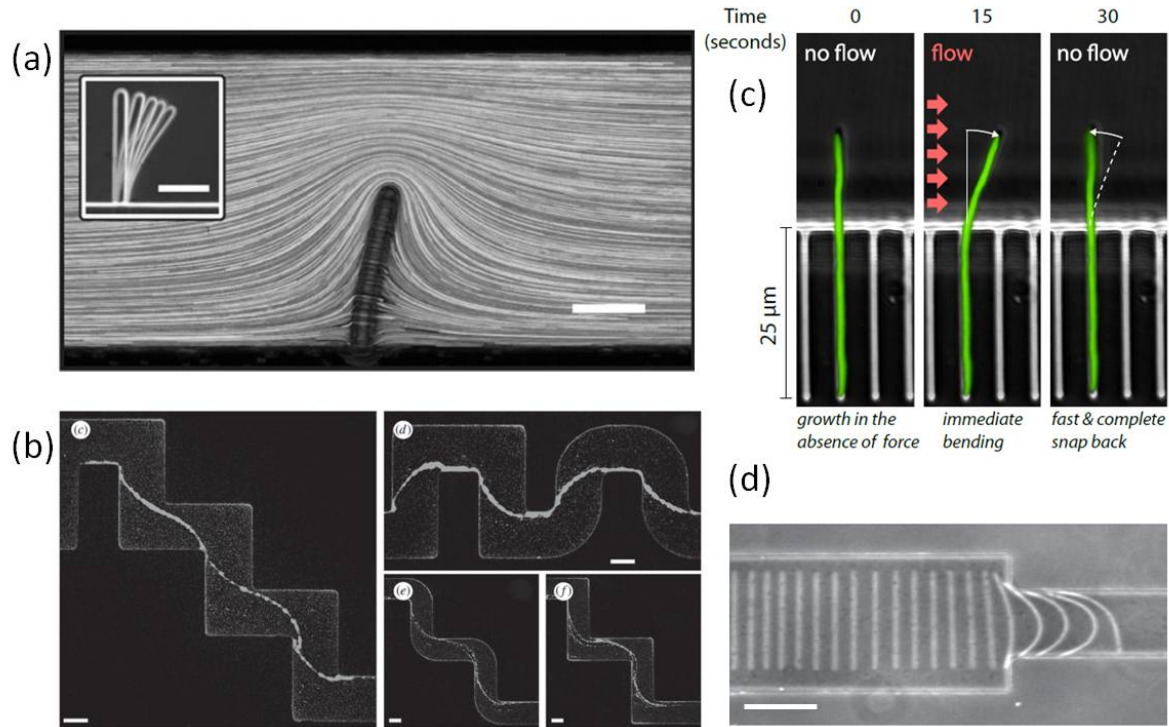 (a)
Time
(seconds)
0
15
30
(c)
no flow
flow
no flow
25 µm
growth in the
absence of force
immediate
bending
fast & complete
snap back
(b)
(c)
(d)
(e)
(f)
(d)